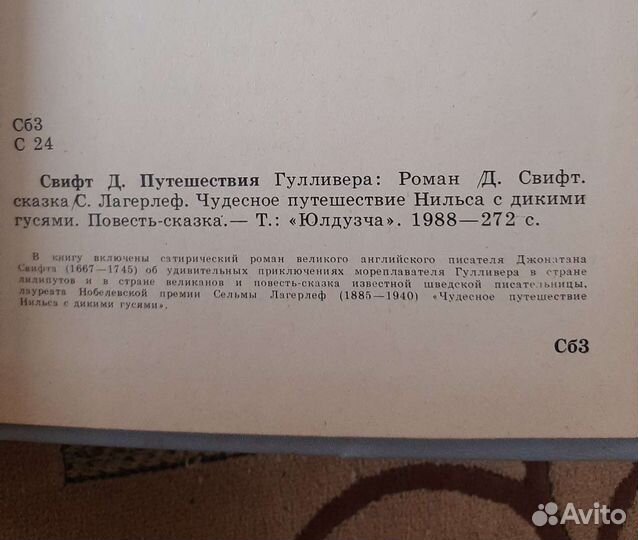 Сб3
С 24
Свифт Д. Путешествия Гулливера: Роман /Д. Свифт.
сказка/С. Лагерлеф. Чудесное путешествие Нильса с дикими
гусями. Повесть-сказка.— Т.: «Юлдузча». 1988—272 с.
В книгу включены сатирический роман великого английского писателя Джонатана
Свифта (1667—1745) об удивительных приключениях мореплавателя Гулливера в стране
лилипутов и в стране великанов и повесть-сказка известной шведской писательницы,
лауреата Нобелевской премии Сельмы Лагерлеф (1885—1940) «Чудесное путешествие
Нильса с дикими гусями».
Сб3
Avito